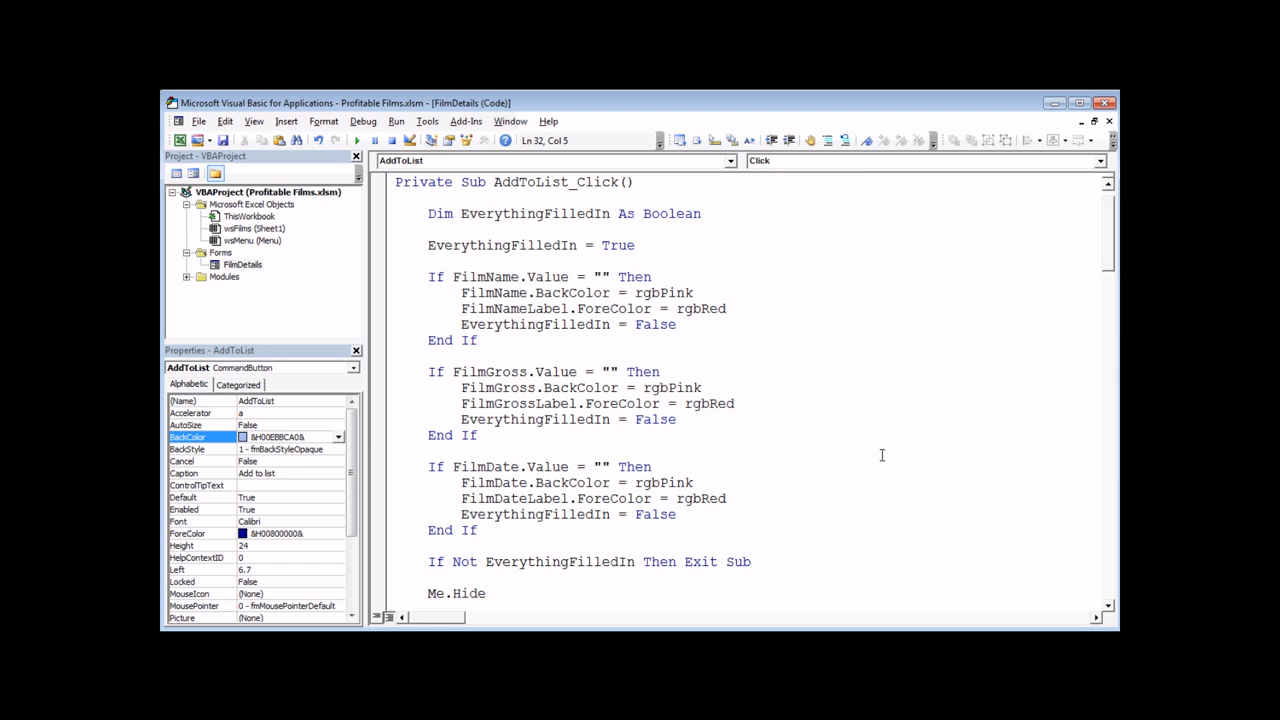 Microsoft Visual Basic for Applications - Profitable Films.xlsm - [FilmDetails (Code)]
File Edit View Insert Format Debug Run Tools Add-Ins Window Help
Ln 32, Col 5
Project - VBAProject
VBAProject (Profitable Films.xlsm)
Microsoft Excel Objects
ThisWorkbook
wsFilms (Sheet1)
wsMenu (Menu)
Forms
FilmDetails
Modules
Properties - AddToList
AddToList CommandButton
Alphabetic Categorized
(Name) AddToList
Accelerator a
AutoSize False
BackColor &H00EBBCA0&
BackStyle 1 - fmBackStyleOpaque
Cancel False
Caption Add to list
ControlTipText
Default True
Enabled True
Font Calibri
ForeColor &H00800000&
Height 24
HelpContextID 0
Left 6.7
Locked False
MouseIcon (None)
MousePointer 0 - fmMousePointerDefault
Picture (None)
AddToList Click
Private Sub AddToList_Click()
Dim EverythingFilledIn As Boolean
EverythingFilledIn = True
If FilmName.Value = "" Then
FilmName.BackColor = rgbPink
FilmNameLabel.ForeColor = rgbRed
EverythingFilledIn = False
End If
If FilmGross.Value = "" Then
FilmGross.BackColor = rgbPink
FilmGrossLabel.ForeColor = rgbRed
EverythingFilledIn = False
End If
If FilmDate.Value = "" Then
FilmDate.BackColor = rgbPink
FilmDateLabel.ForeColor = rgbRed
EverythingFilledIn = False
End If
If Not EverythingFilledIn Then Exit Sub
Me.Hide